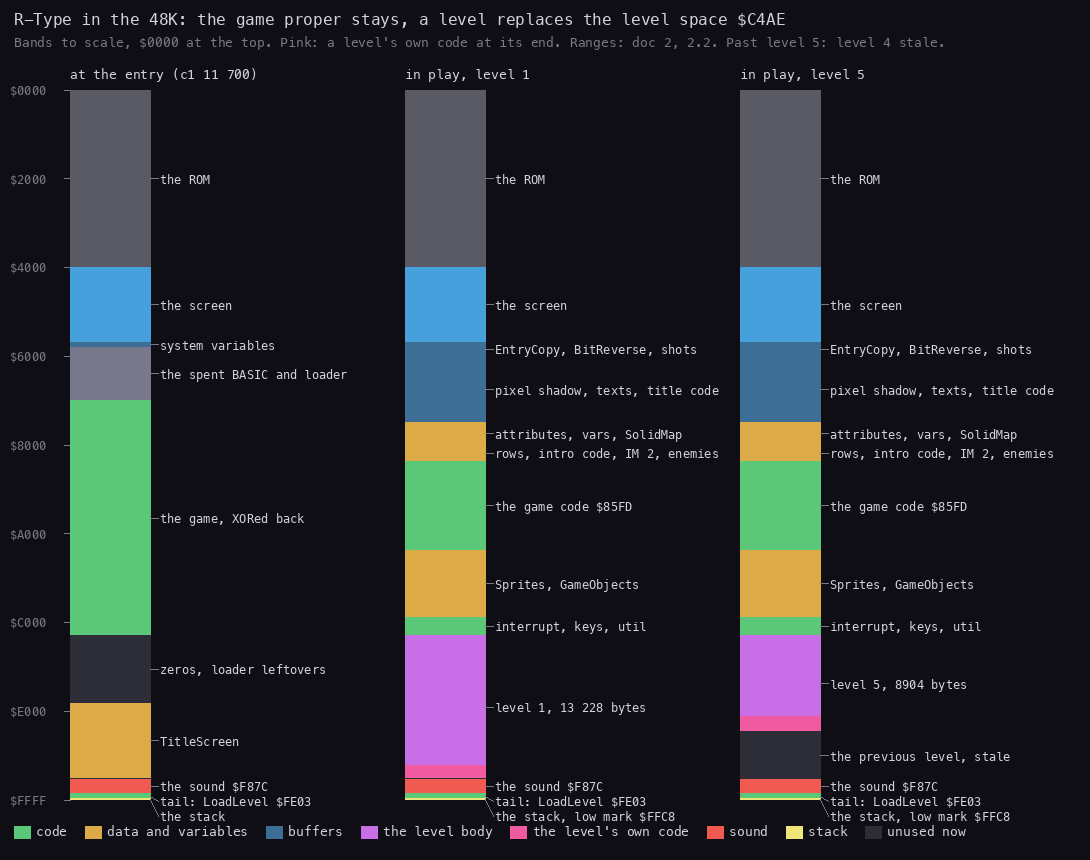 R-Type in the 48K: the game proper stays, a level replaces the level space $C4AE
Bands to scale, $0000 at the top. Pink: a level's own code at its end. Ranges: doc 2, 2.2. Past level 5: level 4 stale.
at the entry (c1 11 700)
in play, level 1
in play, level 5
$0000
$2000
$4000
$6000
$8000
$A000
$C000
$E000
$FFFF
the ROM
the screen
system variables
the spent BASIC and loader
the game, XORed back
zeros, loader leftovers
TitleScreen
the sound $F87C
tail: LoadLevel $FE03
the stack
the ROM
the screen
EntryCopy, BitReverse, shots
pixel shadow, texts, title code
attributes, vars, SolidMap
rows, intro code, IM 2, enemies
the game code $85FD
Sprites, GameObjects
interrupt, keys, util
level 1, 13 228 bytes
the sound $F87C
tail: LoadLevel $FE03
the stack, low mark $FFC8
the ROM
the screen
EntryCopy, BitReverse, shots
pixel shadow, texts, title code
attributes, vars, SolidMap
rows, intro code, IM 2, enemies
the game code $85FD
Sprites, GameObjects
interrupt, keys, util
level 5, 8904 bytes
the previous level, stale
the sound $F87C
tail: LoadLevel $FE03
the stack, low mark $FFC8
code
data and variables
buffers
the level body
the level's own code
sound
stack
unused now